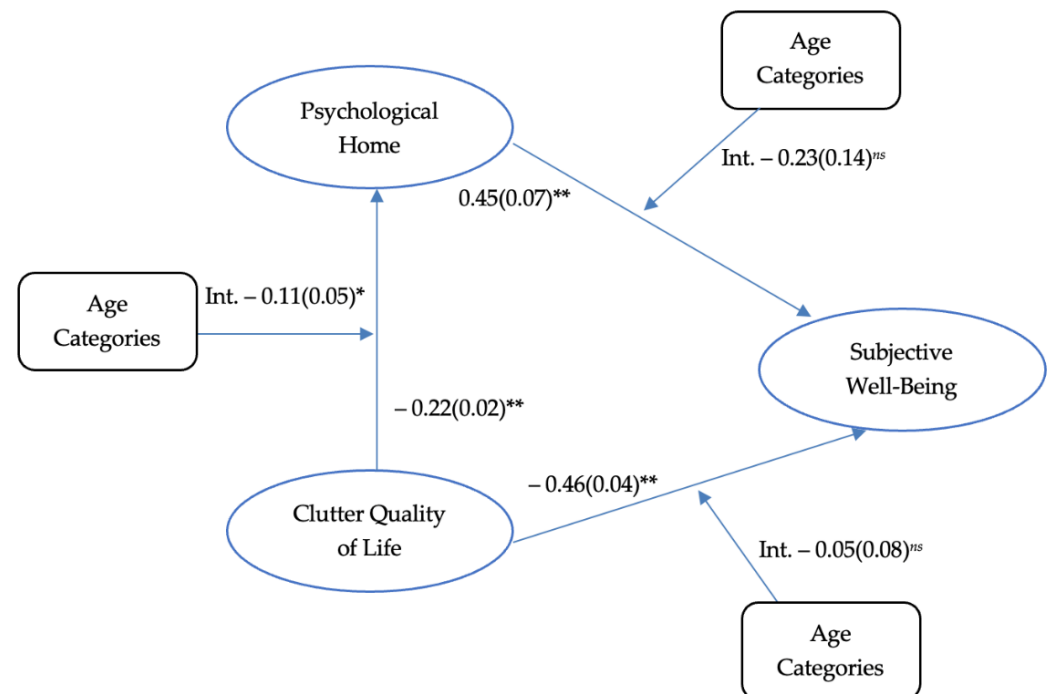 Age
Categories
Psychological
Home
Int. – 0.23(0.14)ns
0.45(0.07)**
Age
Categories
Int. – 0.11(0.05)*
Subjective
Well-Being
– 0.22(0.02)**
– 0.46(0.04)**
Clutter Quality
of Life
Int. – 0.05(0.08)ns
Age
Categories